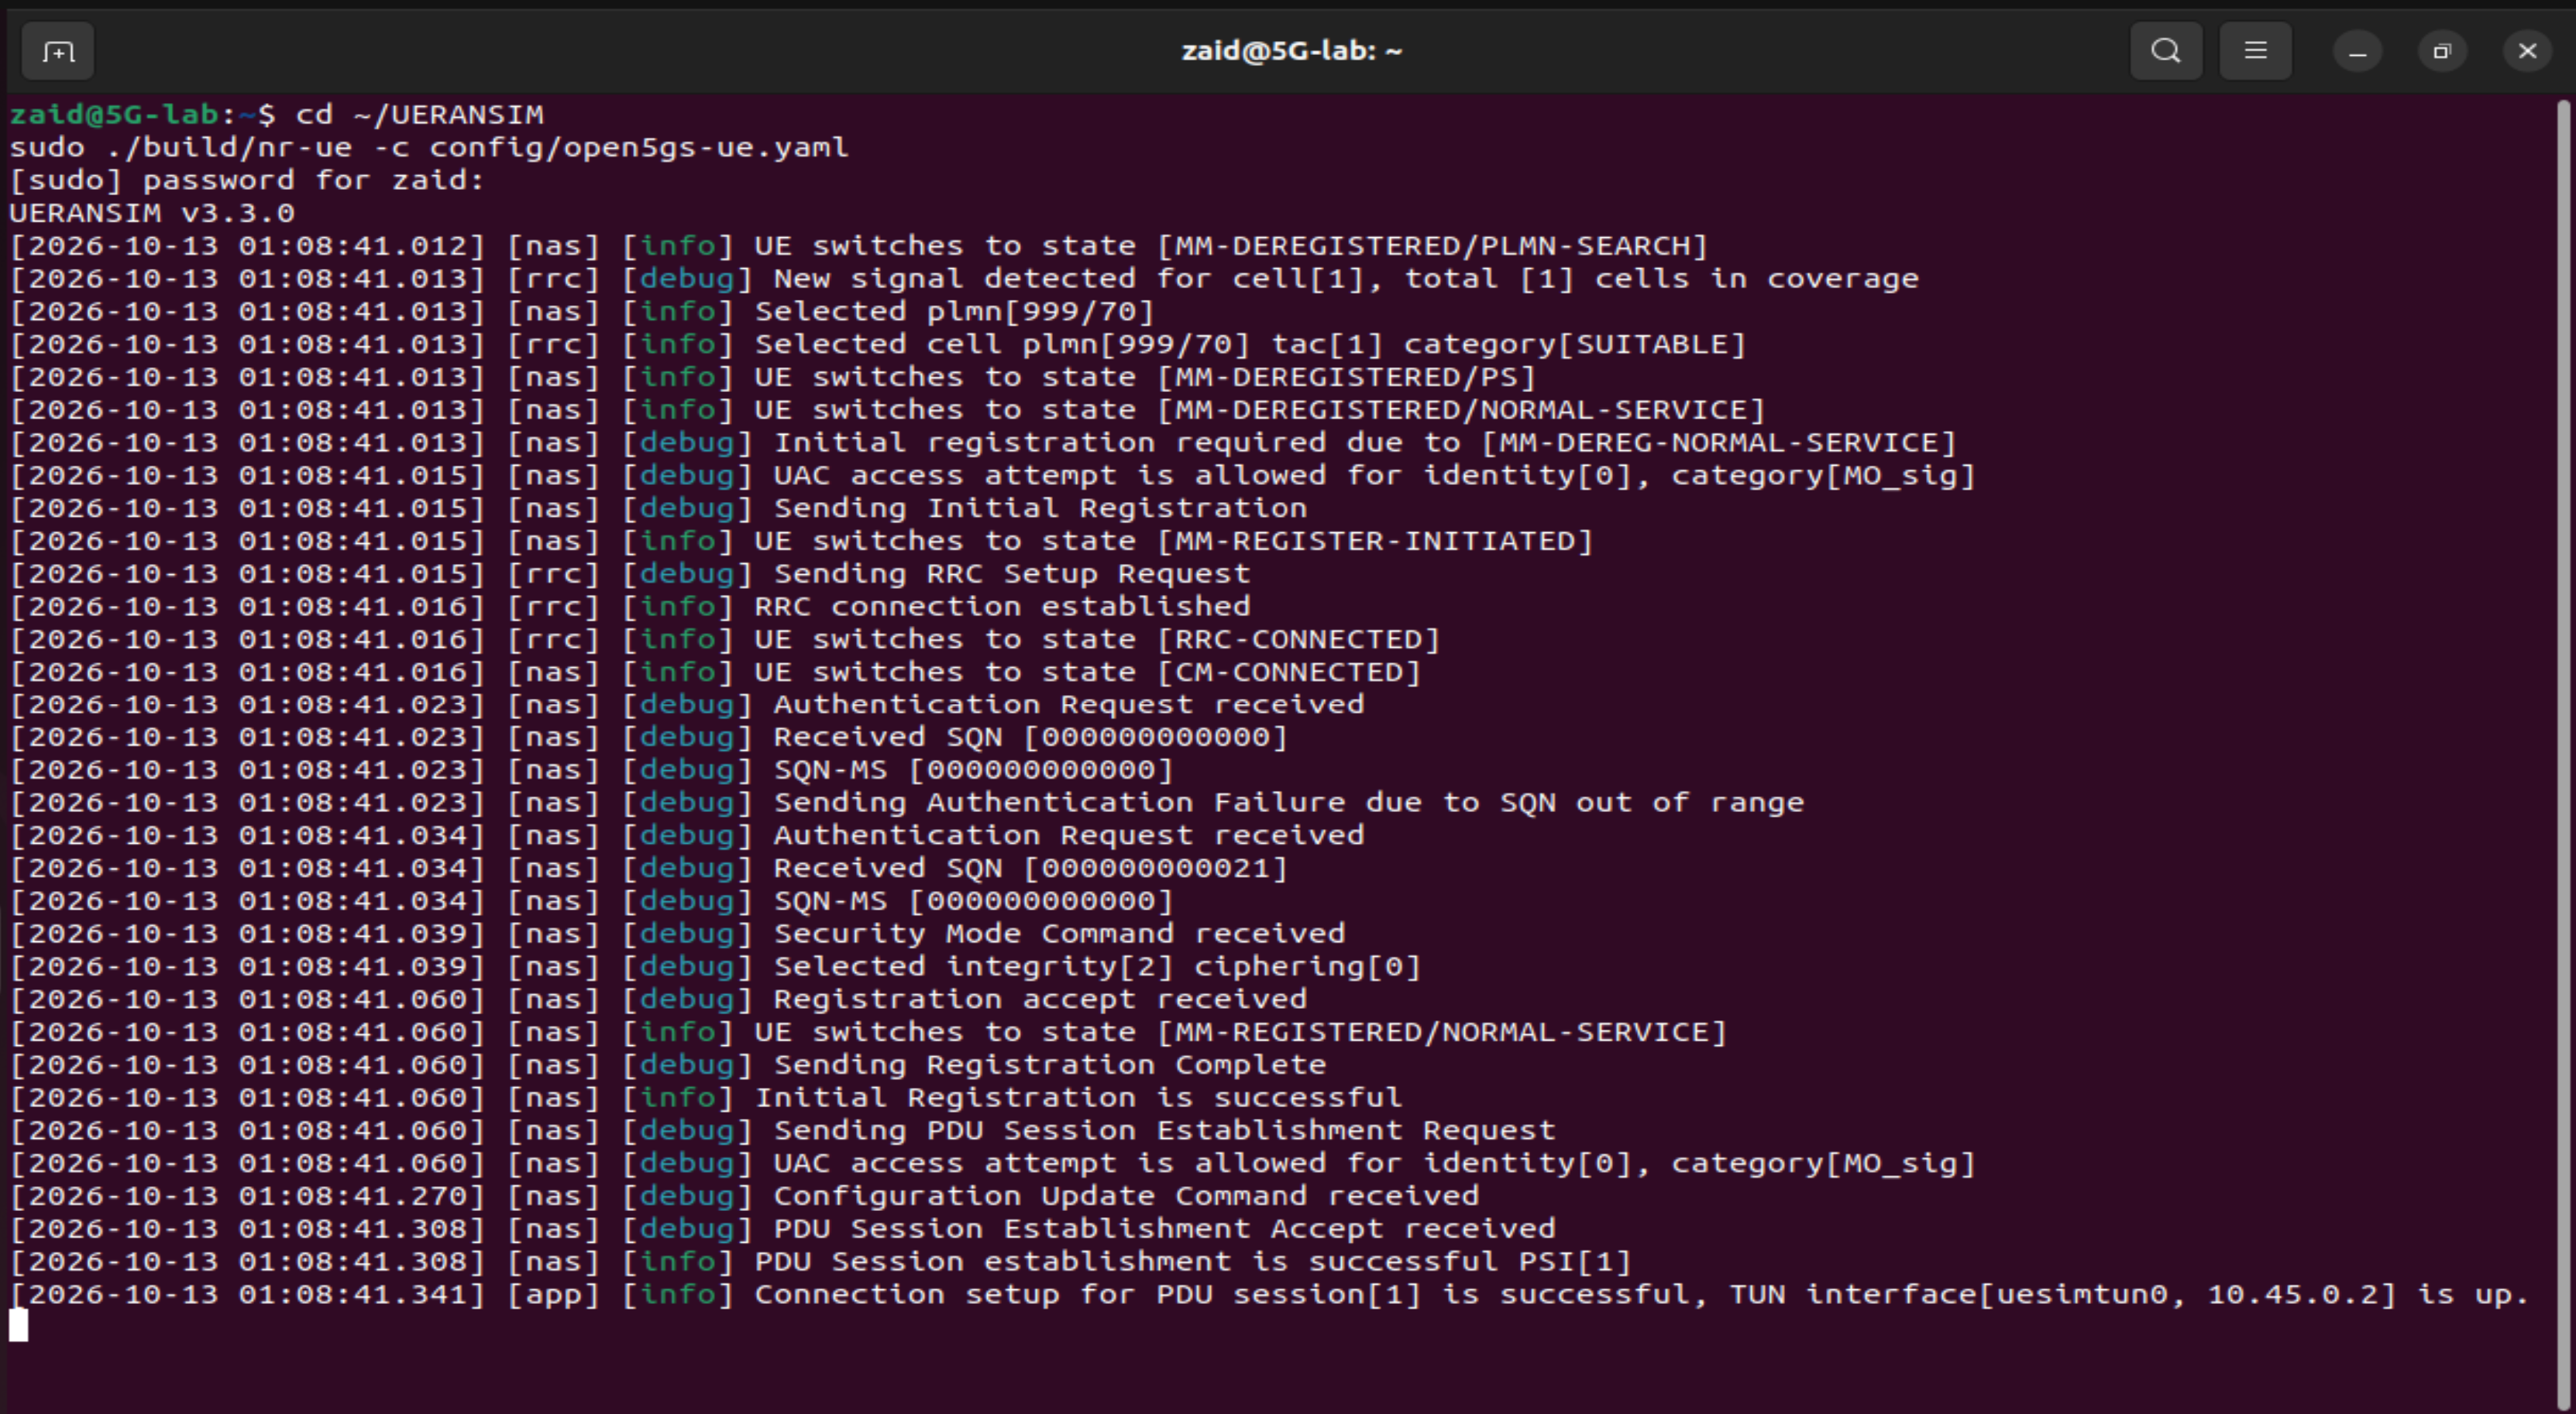 zaid@5G-lab: ~
zaid@5G-lab:~$ cd ~/UERANSIM
sudo ./build/nr-ue -c config/open5gs-ue.yaml
[sudo] password for zaid:
UERANSIM v3.3.0
[2026-10-13 01:08:41.012] [nas] [info] UE switches to state [MM-DEREGISTERED/PLMN-SEARCH]
[2026-10-13 01:08:41.013] [rrc] [debug] New signal detected for cell[1], total [1] cells in coverage
[2026-10-13 01:08:41.013] [nas] [info] Selected plmn[999/70]
[2026-10-13 01:08:41.013] [rrc] [info] Selected cell plmn[999/70] tac[1] category[SUITABLE]
[2026-10-13 01:08:41.013] [nas] [info] UE switches to state [MM-DEREGISTERED/PS]
[2026-10-13 01:08:41.013] [nas] [info] UE switches to state [MM-DEREGISTERED/NORMAL-SERVICE]
[2026-10-13 01:08:41.013] [nas] [debug] Initial registration required due to [MM-DEREG-NORMAL-SERVICE]
[2026-10-13 01:08:41.015] [nas] [debug] UAC access attempt is allowed for identity[0], category[MO_sig]
[2026-10-13 01:08:41.015] [nas] [debug] Sending Initial Registration
[2026-10-13 01:08:41.015] [nas] [info] UE switches to state [MM-REGISTER-INITIATED]
[2026-10-13 01:08:41.015] [rrc] [debug] Sending RRC Setup Request
[2026-10-13 01:08:41.016] [rrc] [info] RRC connection established
[2026-10-13 01:08:41.016] [rrc] [info] UE switches to state [RRC-CONNECTED]
[2026-10-13 01:08:41.016] [nas] [info] UE switches to state [CM-CONNECTED]
[2026-10-13 01:08:41.023] [nas] [debug] Authentication Request received
[2026-10-13 01:08:41.023] [nas] [debug] Received SQN [000000000000]
[2026-10-13 01:08:41.023] [nas] [debug] SQN-MS [000000000000]
[2026-10-13 01:08:41.023] [nas] [debug] Sending Authentication Failure due to SQN out of range
[2026-10-13 01:08:41.034] [nas] [debug] Authentication Request received
[2026-10-13 01:08:41.034] [nas] [debug] Received SQN [000000000021]
[2026-10-13 01:08:41.034] [nas] [debug] SQN-MS [000000000000]
[2026-10-13 01:08:41.039] [nas] [debug] Security Mode Command received
[2026-10-13 01:08:41.039] [nas] [debug] Selected integrity[2] ciphering[0]
[2026-10-13 01:08:41.060] [nas] [debug] Registration accept received
[2026-10-13 01:08:41.060] [nas] [info] UE switches to state [MM-REGISTERED/NORMAL-SERVICE]
[2026-10-13 01:08:41.060] [nas] [debug] Sending Registration Complete
[2026-10-13 01:08:41.060] [nas] [info] Initial Registration is successful
[2026-10-13 01:08:41.060] [nas] [debug] Sending PDU Session Establishment Request
[2026-10-13 01:08:41.060] [nas] [debug] UAC access attempt is allowed for identity[0], category[MO_sig]
[2026-10-13 01:08:41.270] [nas] [debug] Configuration Update Command received
[2026-10-13 01:08:41.308] [nas] [debug] PDU Session Establishment Accept received
[2026-10-13 01:08:41.308] [nas] [info] PDU Session establishment is successful PSI[1]
[2026-10-13 01:08:41.341] [app] [info] Connection setup for PDU session[1] is successful, TUN interface[uesimtun0, 10.45.0.2] is up.